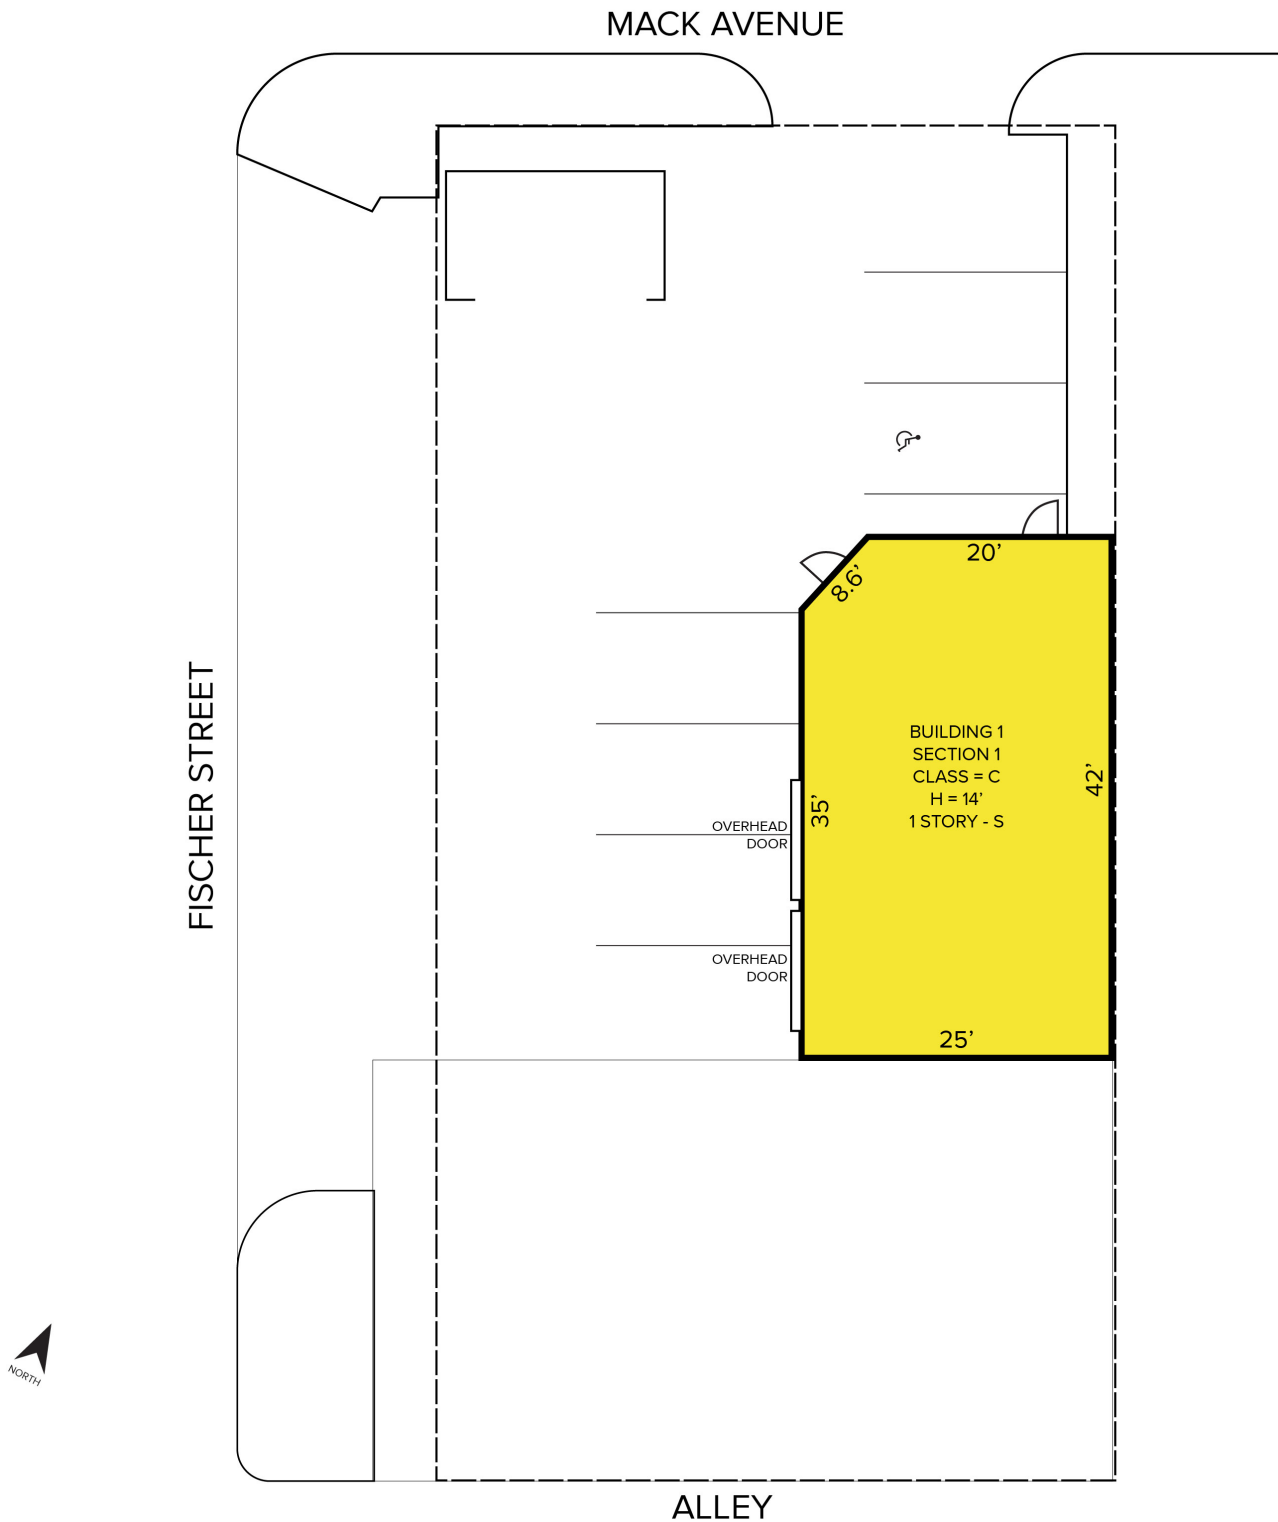 MACK AVENUE
20’
8.6’
FISCHER STREET
BUILDING 1
SECTION 1
CLASS = C
H = 14’
1 STORY - S
42’
35’
OVERHEAD
DOOR
OVERHEAD
DOOR
25’
NORTH
ALLEY